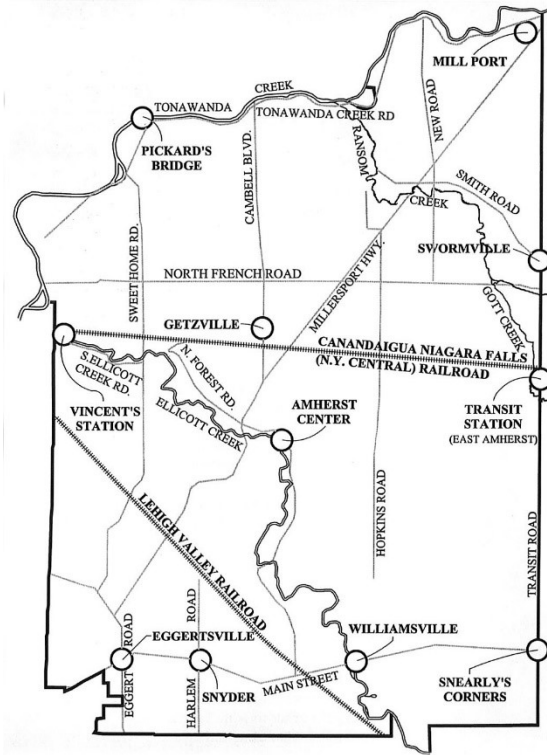 MILL PORT
TONAWANDA
CREEK
TONAWANDA CREEK RD
PICKARD'S
BRIDGE
CAMBELL BLVD.
RANSOM
CREEK
NEW ROAD
SMITH ROAD
SWORMVILLE
SWEET HOME RD.
NORTH FRENCH ROAD
MILLERSPORT HWY.
GOTT CREEK
GETZVILLE
CANANDAIGUA NIAGARA FALLS
(N.Y. CENTRAL) RAILROAD
S.ELLICOTT
CREEK RD.
N. FOREST RD.
ELLICOTT CREEK
VINCENT'S
STATION
AMHERST
CENTER
TRANSIT
STATION
(EAST AMHERST)
HOPKINS ROAD
TRANSIT ROAD
LEHIGH VALLEY RAILROAD
EGGERT
ROAD
EGGERTSVILLE
HARLEM
ROAD
SNYDER
MAIN STREET
WILLIAMSVILLE
SNEARLY'S
CORNERS